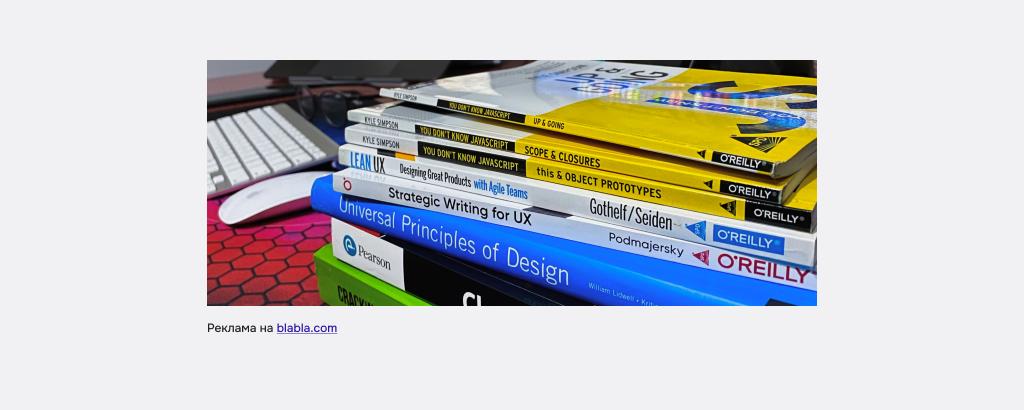 KYLE SIMPSON YOU DON'T KNOW JAVASCRIPT UP & GOING O'REILLY
KYLE SIMPSON YOU DON'T KNOW JAVASCRIPT SCOPE & CLOSURES O'REILLY
KYLE SIMPSON YOU DON'T KNOW JAVASCRIPT this & OBJECT PROTOTYPES O'REILLY
LEAN UX Designing Great Products with Agile Teams Gothelf/Seiden O'REILLY
Strategic Writing for UX Podmajersky O'REILLY
Universal Principles of Design William Lidwell
Pearson
Реклама на blabla.com